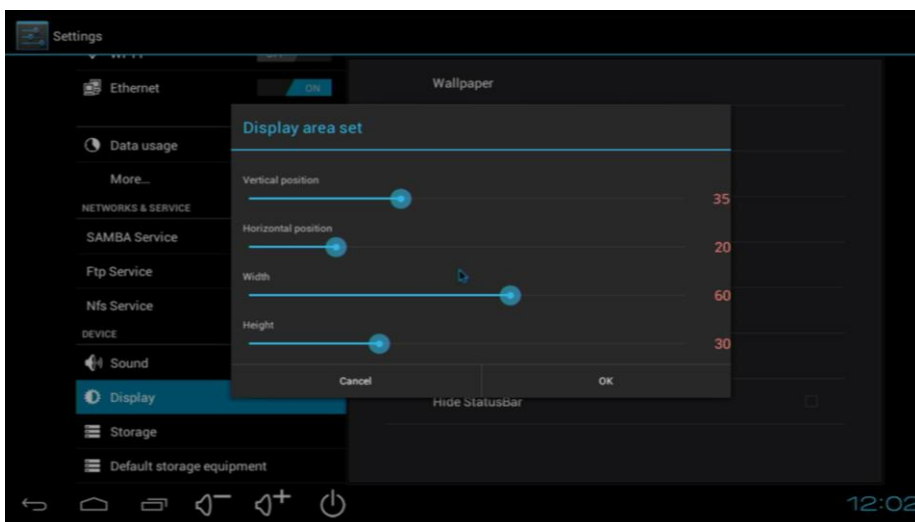 Settings
Ethernet
ON
Wallpaper
Display area set
Data usage
More...
Vertical position
35
NETWORKS & SERVICE
Horizontal position
20
SAMBA Service
Ftp Service
Width
60
Nfs Service
Height
30
DEVICE
Sound
Cancel
OK
Display
Hide StatusBar
Storage
Default storage equipment
12:02